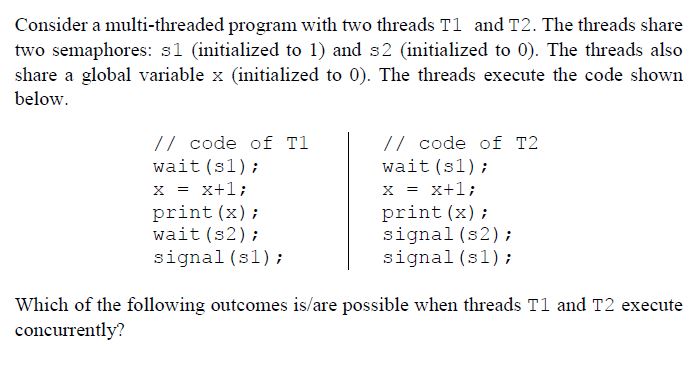 Consider a multi-threaded program with two threads T1 and T2. The threads share
two semaphores: s1 (initialized to 1) and s2 (initialized to 0). The threads also
share a global variable x (initialized to 0). The threads execute the code shown
below.
// code of T1
wait(s1);
x = x+1;
print(x);
wait(s2);
signal(s1);
// code of T2
wait(s1);
x = x+1;
print(x);
signal(s2);
signal(s1);
Which of the following outcomes is/are possible when threads T1 and T2 execute
concurrently?